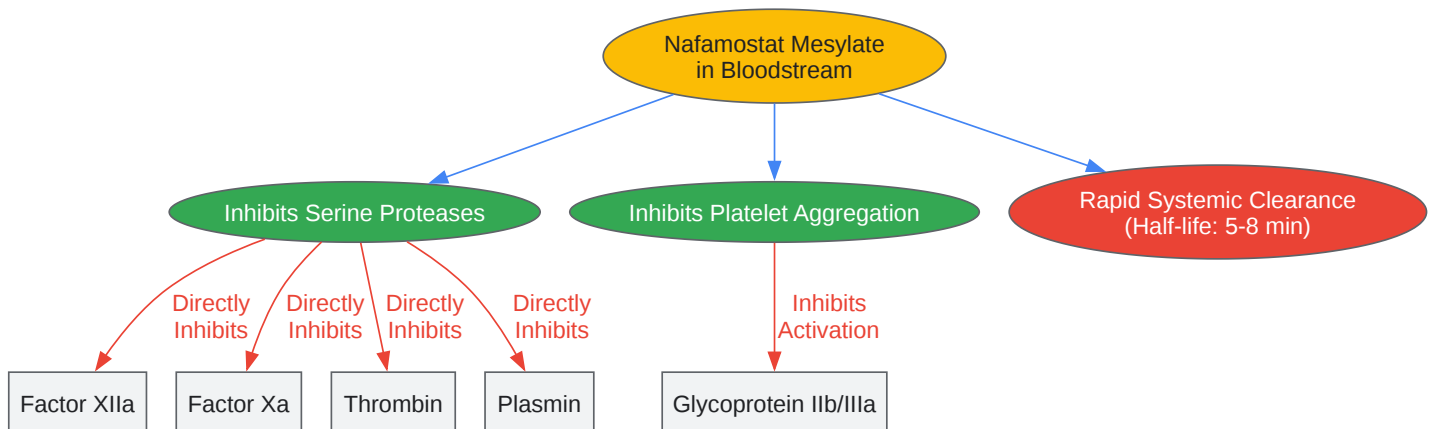 Nafamostat Mesylate
in Bloodstream
Inhibits Serine Proteases
Inhibits Platelet Aggregation
Rapid Systemic Clearance
(Half-life: 5-8 min)
Directly
Inhibits
Directly
Inhibits
Directly
Inhibits
Directly
Inhibits
Inhibits
Activation
Factor XIIa
Factor Xa
Thrombin
Plasmin
Glycoprotein IIb/IIIa